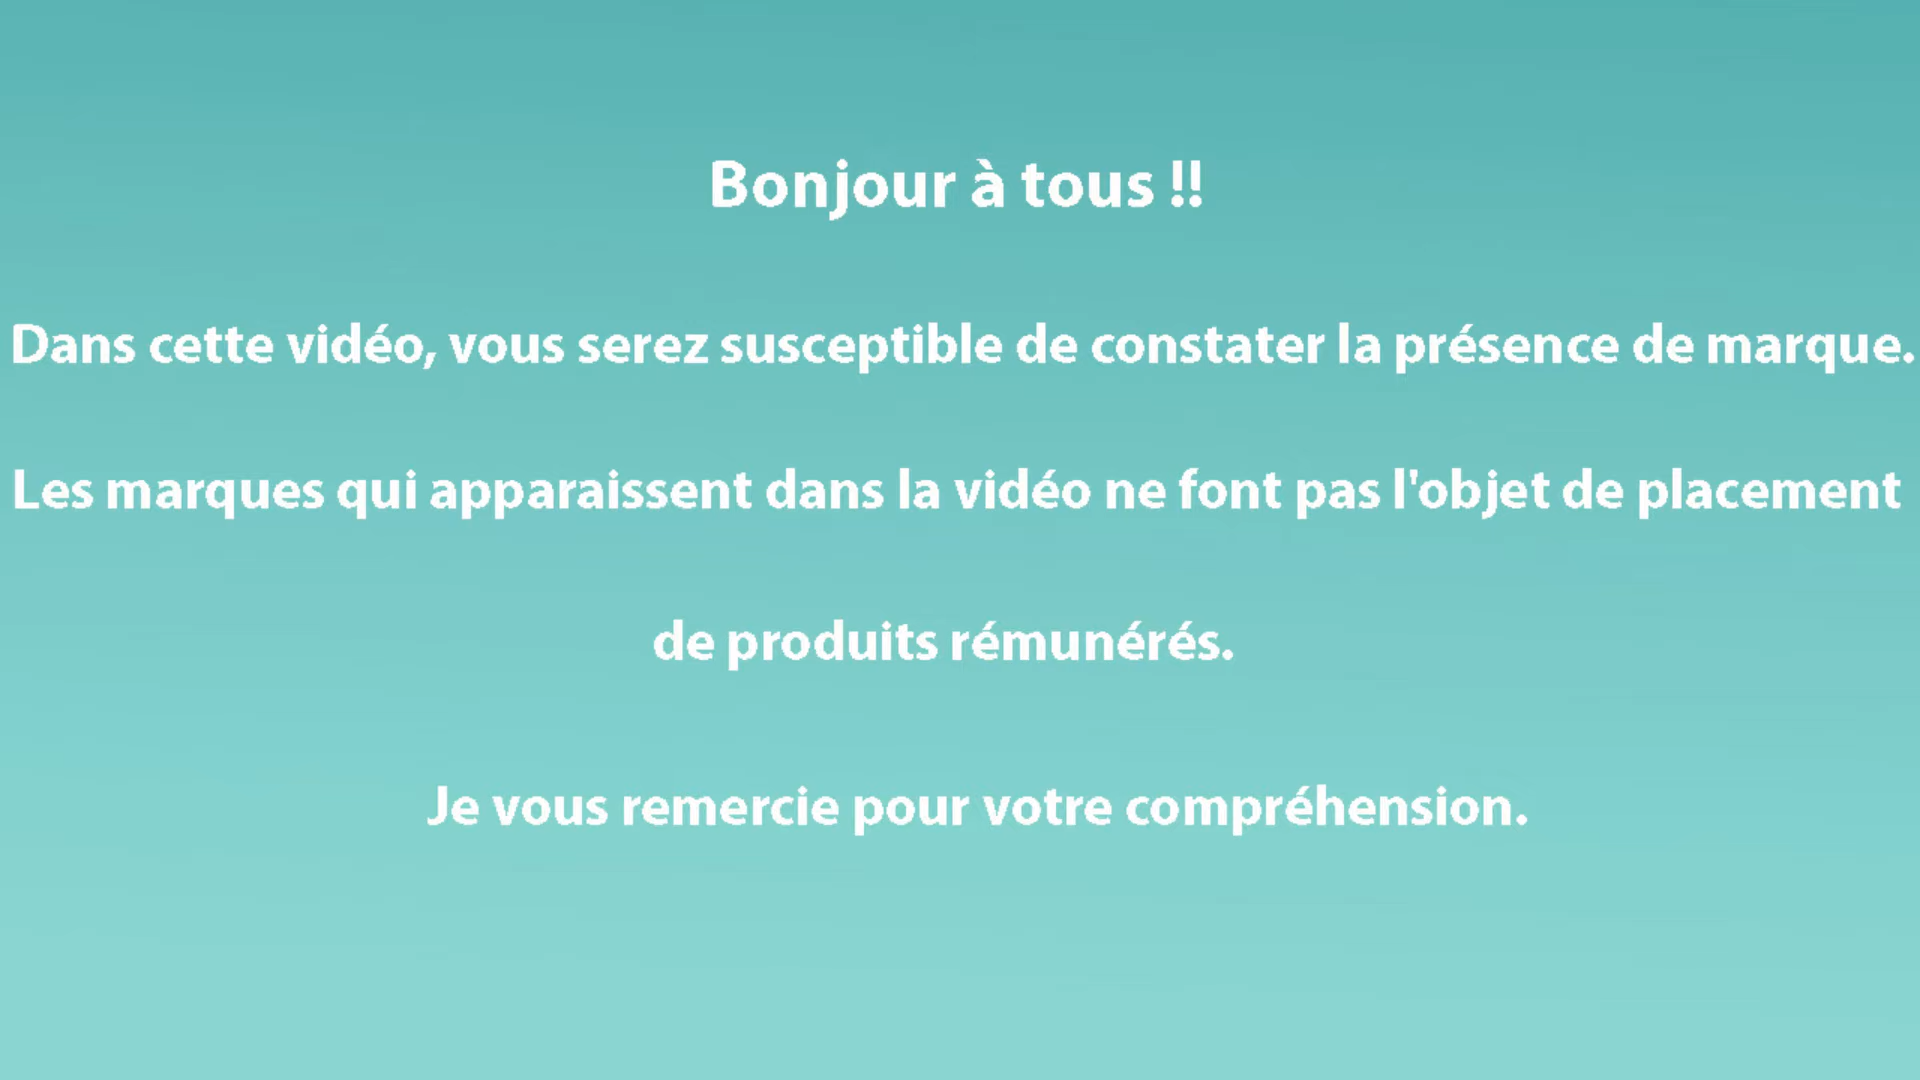 Bonjour à tous !!
Dans cette vidéo, vous serez susceptible de constater la présence de marque.
Les marques qui apparaissent dans la vidéo ne font pas l'objet de placement
de produits rémunérés.
Je vous remercie pour votre compréhension.